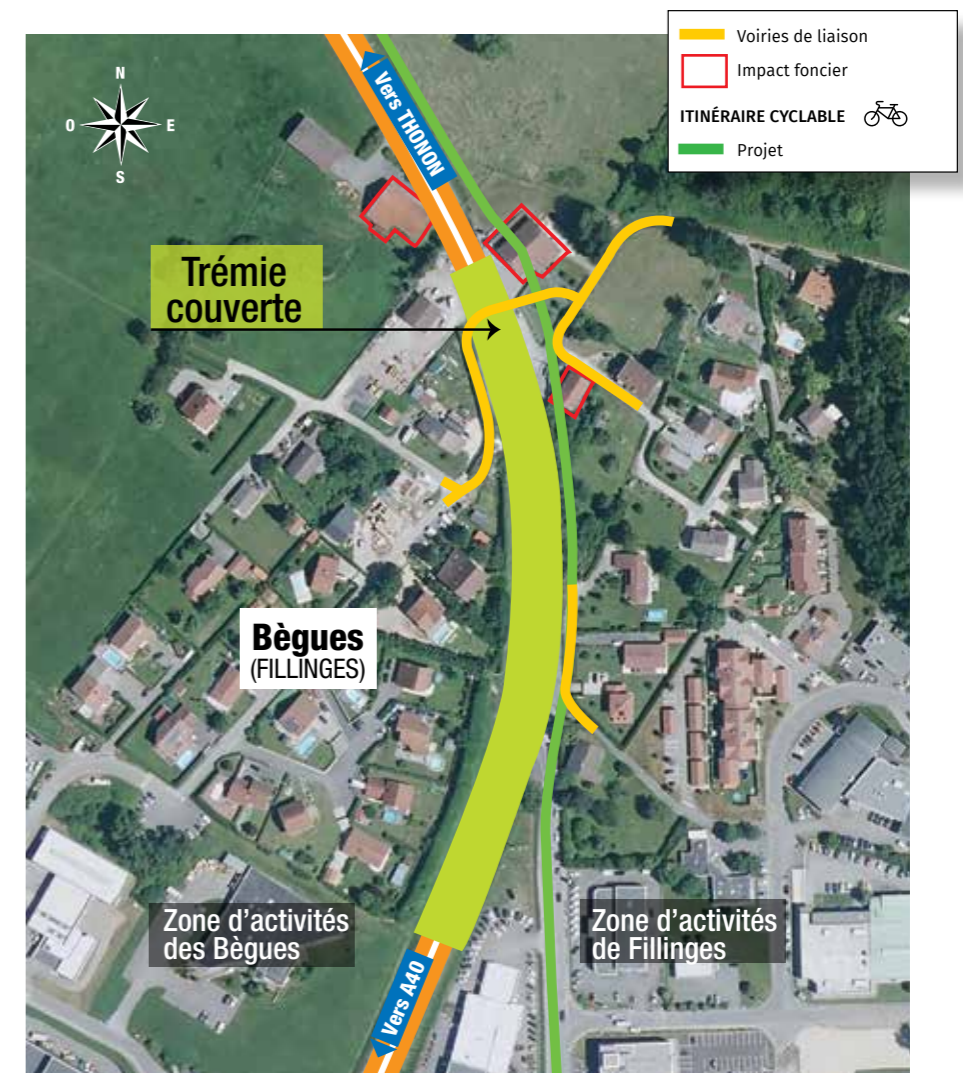 Voiries de liaison
Impact foncier
ITINÉRAIRE CYCLABLE
Projet
N
O
E
S
Vers THONON
Trémie
couverte
Bègues
(FILLINGES)
Zone d'activités
des Bègues
Zone d'activités
de Fillinges
Vers A40